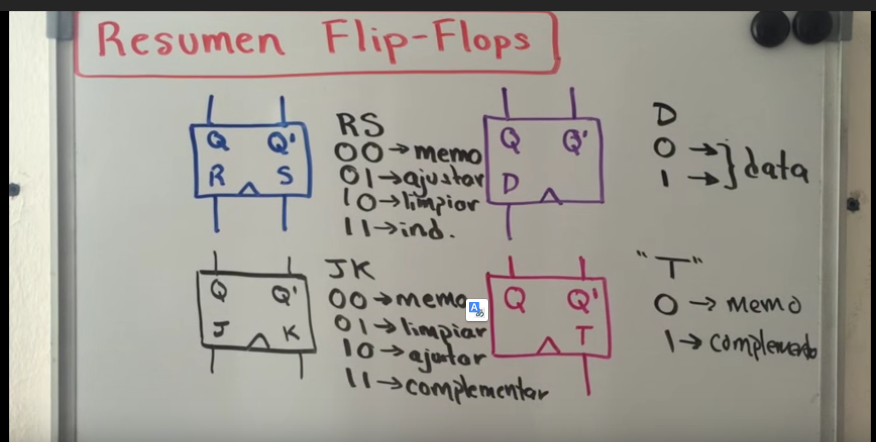 Resumen Flip-Flops
Q Q'
R S
RS
00→memo
01→ajustar
10→limpiar
11→ind.
Q Q'
D
D
0 →
1 →
} data
Q Q'
J K
JK
00→memo
01→limpiar
10→ajustar
11→complementar
Q Q'
T
"T"
0 → memo
1→